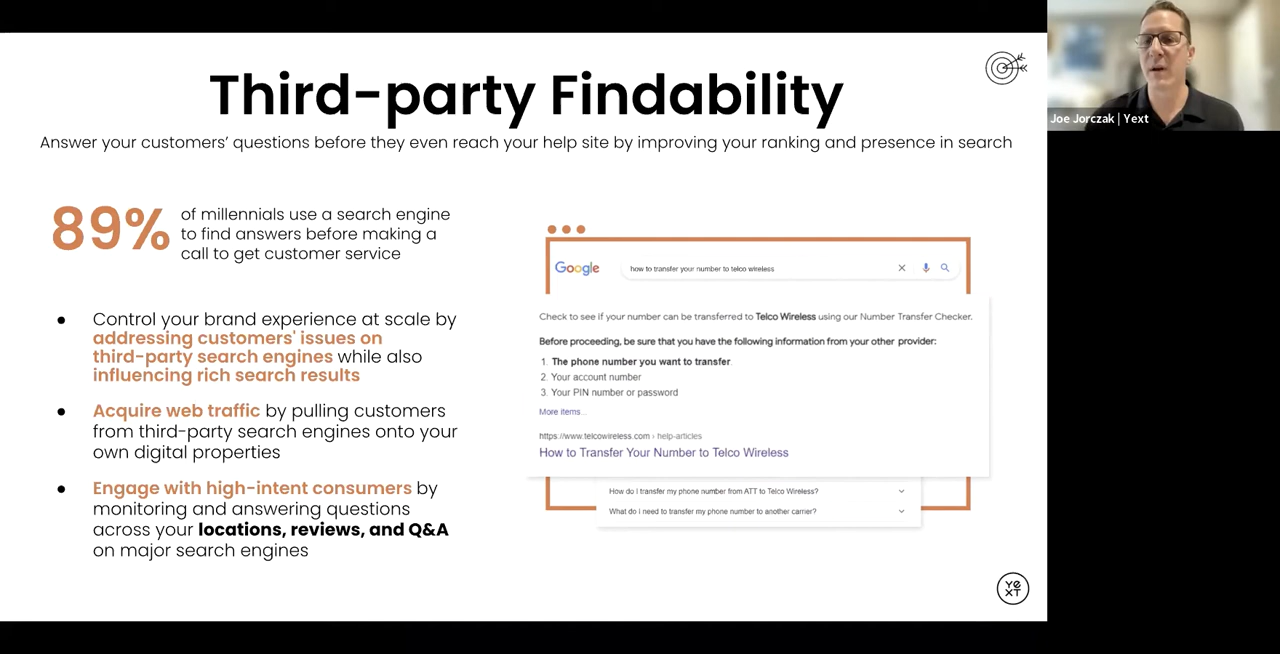 Third-party Findability
Answer your customers’ questions before they even reach your help site by improving your ranking and presence in search
89%
of millennials use a search engine
to find answers before making a
call to get customer service
● Control your brand experience at scale by
addressing customers' issues on
third-party search engines while also
influencing rich search results
● Acquire web traffic by pulling customers
from third-party search engines onto your
own digital properties
● Engage with high-intent consumers by
monitoring and answering questions
across your locations, reviews, and Q&A
on major search engines
Google
how to transfer your number to telco wireless
Check to see if your number can be transferred to Telco Wireless using our Number Transfer Checker.
Before proceeding, be sure that you have the following information from your other provider:
1. The phone number you want to transfer
2. Your account number
3. Your PIN number or password
More items...
https://www.telcowireless.com › help-articles
How to Transfer Your Number to Telco Wireless
How do I transfer my phone number from ATT to Telco Wireless?
What do i need to transfer my phone number to another carrier?
Yext
Joe Jorczak | Yext